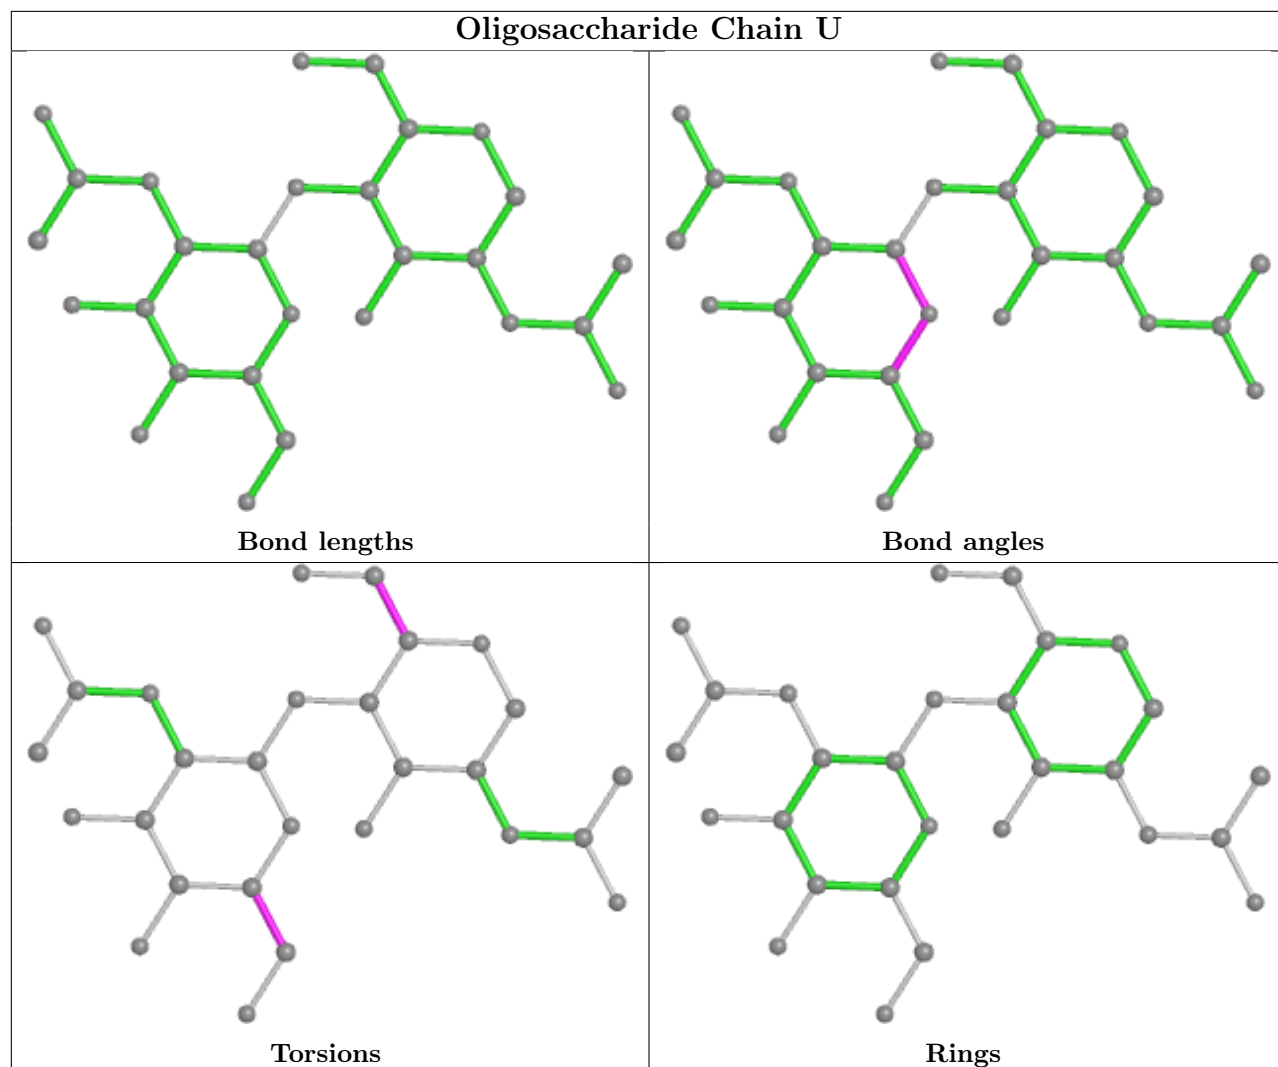 Oligosaccharide Chain U
Bond lengths
Bond angles
Torsions
Rings